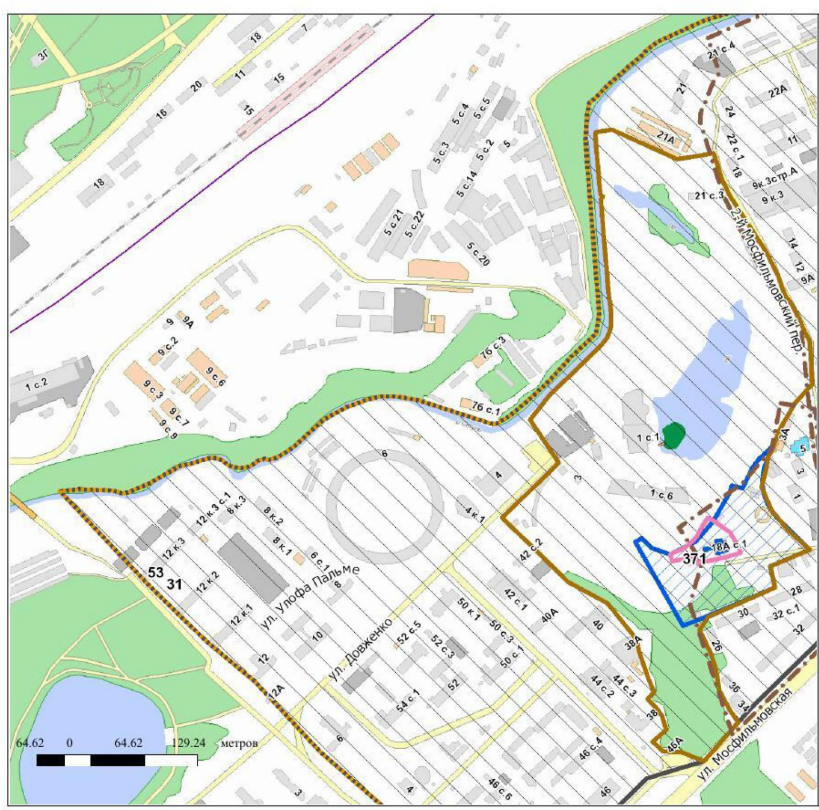 3Г
18
7
11
15
20
15
16
18
5 с.4
5 с.5
5 с.3
5 с.2
5
5 с.14
5 с.21
5 с.22
5 с.20
21 с.4
21
22А
24
21А
22 с.1
11
18
9к.3стр.А
9 к.3
21 с.3
2-й Мосфильмовский пер.
14
12
9А
9
9А
9 с.2
9 с.6
9 с.3
9 с.7
9 с.9
1 с.2
7б с.3
7б с.1
1 с.1
3А
5
3
1
6
4
3
4 к.1
1 с.6
12 к.3 с.1
8 к.3
8 к.2
12 к.3
8 к.1
6 с.1
8
18А с.1
371
42 с.2
53
31
12 к.2
ул. Улофа Пальме
12 к.1
10
12
12А
ул. Довженко
50 к.1
42 с.1
40А
40
38А
28
30
32 с.1
32
26
52 с.5
50 с.3
52 с.3
50 с.1
52
54 с.1
44 с.3
44 с.2
38
35
34
46А
ул. Мосфильмовская
6
64.62 0 64.62 129.24 метров
3
4
46 с.4
46 с.6
46